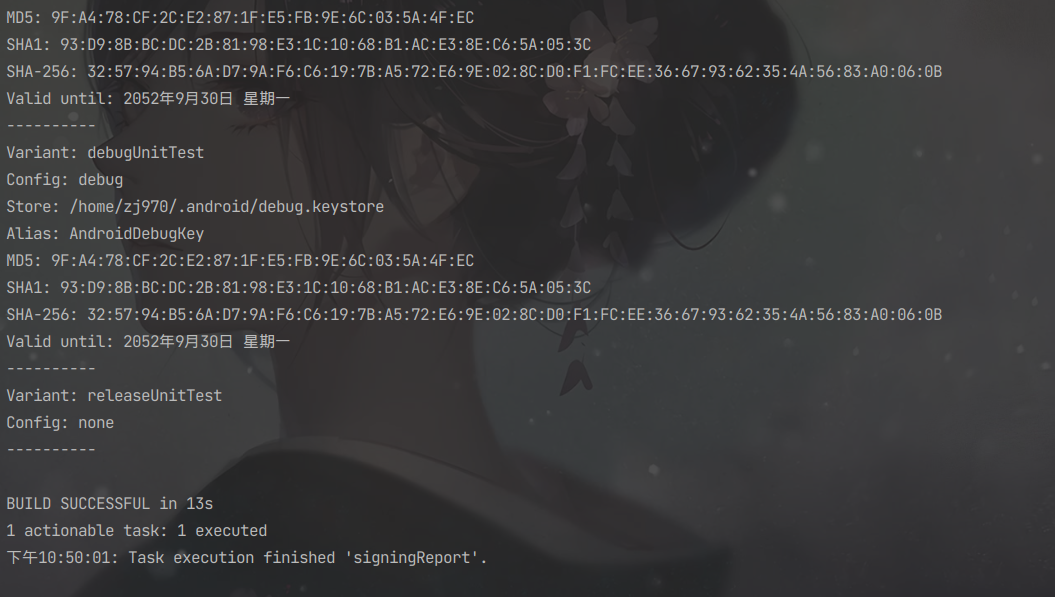 MD5: 9F:A4:78:CF:2C:E2:87:1F:E5:FB:9E:6C:03:5A:4F:EC
SHA1: 93:D9:8B:BC:DC:2B:81:98:E3:1C:10:68:B1:AC:E3:8E:C6:5A:05:3C
SHA-256: 32:57:94:B5:6A:D7:9A:F6:C6:19:7B:A5:72:E6:9E:02:8C:D0:F1:FC:EE:36:67:93:62:35:4A:56:83:A0:06:0B
Valid until: 2052年9月30日 星期一
----------
Variant: debugUnitTest
Config: debug
Store: /home/zj970/.android/debug.keystore
Alias: AndroidDebugKey
MD5: 9F:A4:78:CF:2C:E2:87:1F:E5:FB:9E:6C:03:5A:4F:EC
SHA1: 93:D9:8B:BC:DC:2B:81:98:E3:1C:10:68:B1:AC:E3:8E:C6:5A:05:3C
SHA-256: 32:57:94:B5:6A:D7:9A:F6:C6:19:7B:A5:72:E6:9E:02:8C:D0:F1:FC:EE:36:67:93:62:35:4A:56:83:A0:06:0B
Valid until: 2052年9月30日 星期一
----------
Variant: releaseUnitTest
Config: none
----------
BUILD SUCCESSFUL in 13s
1 actionable task: 1 executed
下午10:50:01: Task execution finished 'signingReport'.